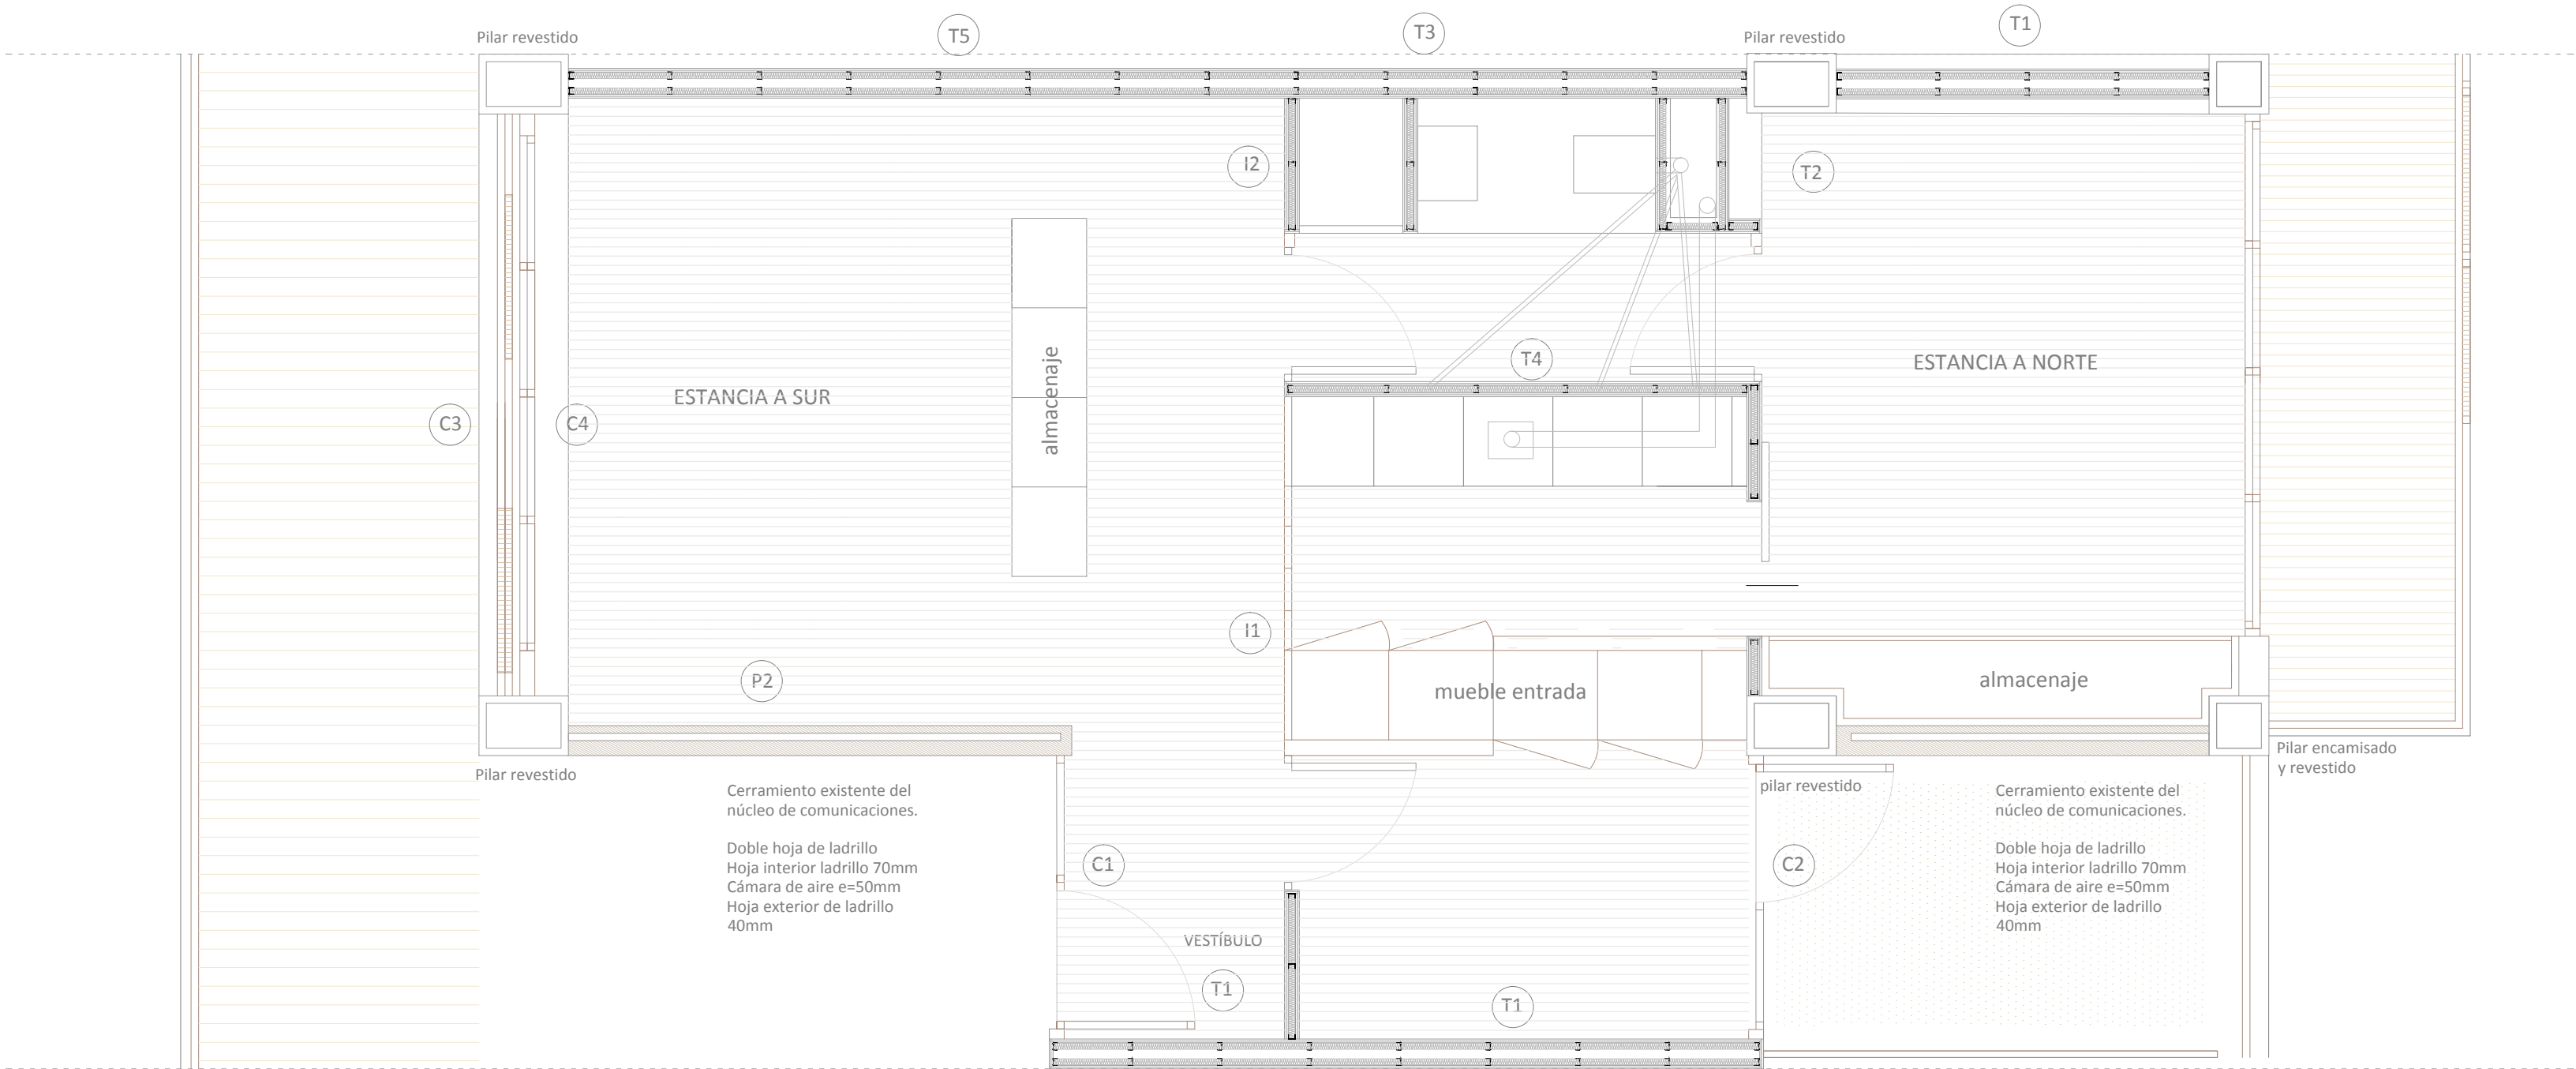 T1
T5
T3
Pilar revestido
Pilar revestido
I2
T2
T4
ESTANCIA A NORTE
ESTANCIA A SUR
almacenaje
C3
C4
I1
P2
mueble entrada
almacenaje
Pilar revestido
pilar revestido
Pilar encamisado
y revestido
Cerramiento existente del
núcleo de comunicaciones.
Doble hoja de ladrillo
Hoja interior ladrillo 70mm
Cámara de aire e=50mm
Hoja exterior de ladrillo
40mm
Cerramiento existente del
núcleo de comunicaciones.
Doble hoja de ladrillo
Hoja interior ladrillo 70mm
Cámara de aire e=50mm
Hoja exterior de ladrillo
40mm
C1
C2
VESTÍBULO
T1
T1